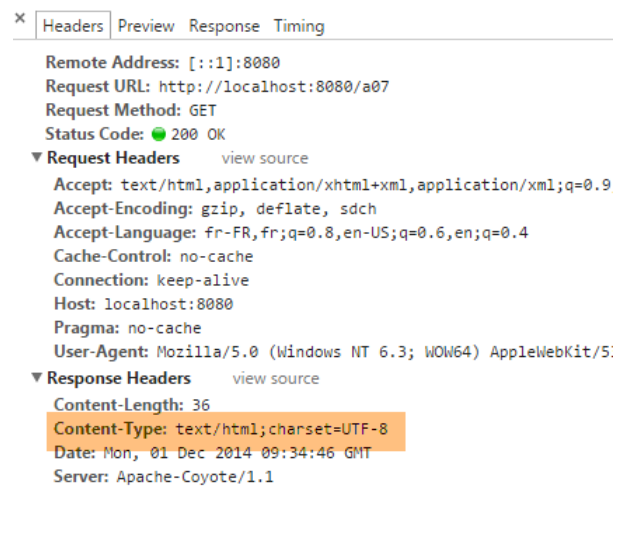 × Headers Preview Response Timing
Remote Address: [::1]:8080
Request URL: http://localhost:8080/a07
Request Method: GET
Status Code: 200 OK
▼ Request Headers view source
Accept: text/html,application/xhtml+xml,application/xml;q=0.9
Accept-Encoding: gzip, deflate, sdch
Accept-Language: fr-FR,fr;q=0.8,en-US;q=0.6,en;q=0.4
Cache-Control: no-cache
Connection: keep-alive
Host: localhost:8080
Pragma: no-cache
User-Agent: Mozilla/5.0 (Windows NT 6.3; WOW64) AppleWebKit/5
▼ Response Headers view source
Content-Length: 36
Content-Type: text/html;charset=UTF-8
Date: Mon, 01 Dec 2014 09:34:46 GMT
Server: Apache-Coyote/1.1